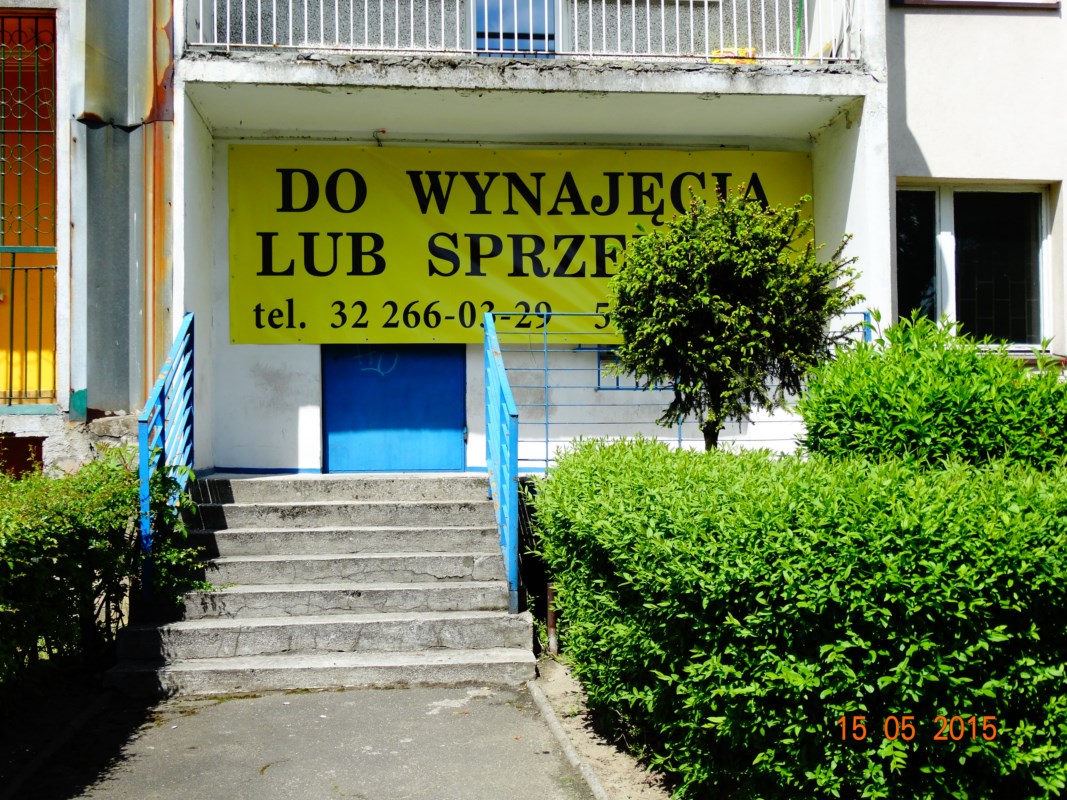 DO WYNAJĘCIA
LUB
tel. 32 266-03-29
15 05 2015